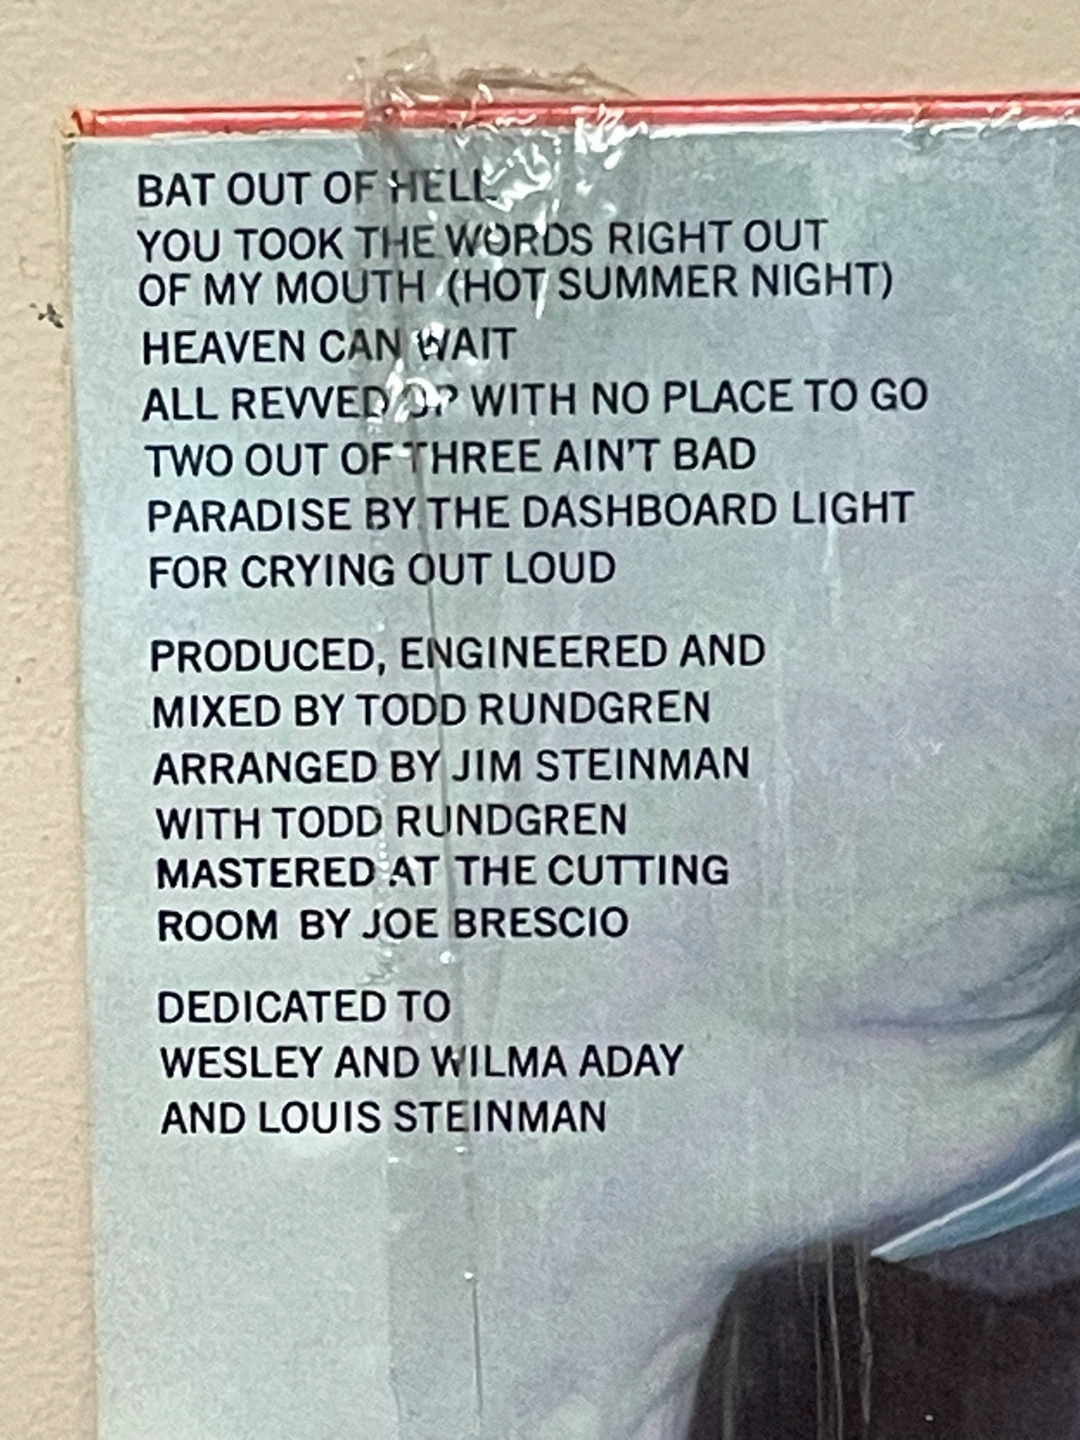 BAT OUT OF HELL
YOU TOOK THE WORDS RIGHT OUT
OF MY MOUTH (HOT SUMMER NIGHT)
HEAVEN CAN WAIT
ALL REVVED UP WITH NO PLACE TO GO
TWO OUT OF THREE AIN'T BAD
PARADISE BY THE DASHBOARD LIGHT
FOR CRYING OUT LOUD
PRODUCED, ENGINEERED AND
MIXED BY TODD RUNDGREN
ARRANGED BY JIM STEINMAN
WITH TODD RUNDGREN
MASTERED AT THE CUTTING
ROOM BY JOE BRESCIO
DEDICATED TO
WESLEY AND WILMA ADAY
AND LOUIS STEINMAN